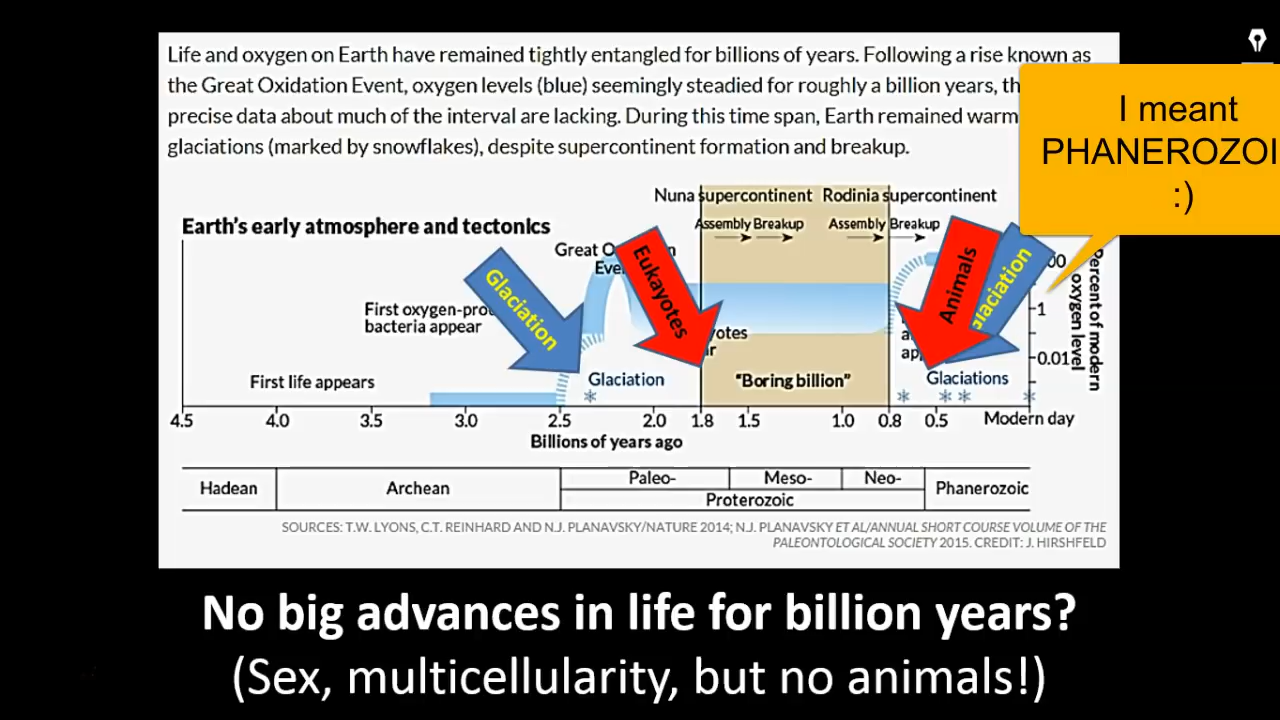 Life and oxygen on Earth have remained tightly entangled for billions of years. Following a rise known as
the Great Oxidation Event, oxygen levels (blue) seemingly steadied for roughly a billion years, th
precise data about much of the interval are lacking. During this time span, Earth remained warm
glaciations (marked by snowflakes), despite supercontinent formation and breakup.
I meant
PHANEROZOI
:)
Nuna supercontinent Rodinia supercontinent
Assembly Breakup Assembly Breakup
Earth's early atmosphere and tectonics
Great O n
Eve
Glaciation
Eukayotes
Animals
Glaciation
00
1
0.01
Percent of modern
oxygen level
First oxygen-pro
bacteria appear
yotes
r
a
ap
First life appears
Glaciation
"Boring billion"
Glaciations
4.5 4.0 3.5 3.0 2.5 2.0 1.8 1.5 1.0 0.8 0.5 Modern day
Billions of years ago
Hadean Archean Paleo- Meso- Neo- Phanerozoic
Proterozoic
SOURCES: T.W. LYONS, C.T. REINHARD AND N.J. PLANAVSKY/NATURE 2014; N.J. PLANAVSKY ET AL/ANNUAL SHORT COURSE VOLUME OF THE
PALEONTOLOGICAL SOCIETY 2015. CREDIT: J. HIRSHFELD
No big advances in life for billion years?
(Sex, multicellularity, but no animals!)